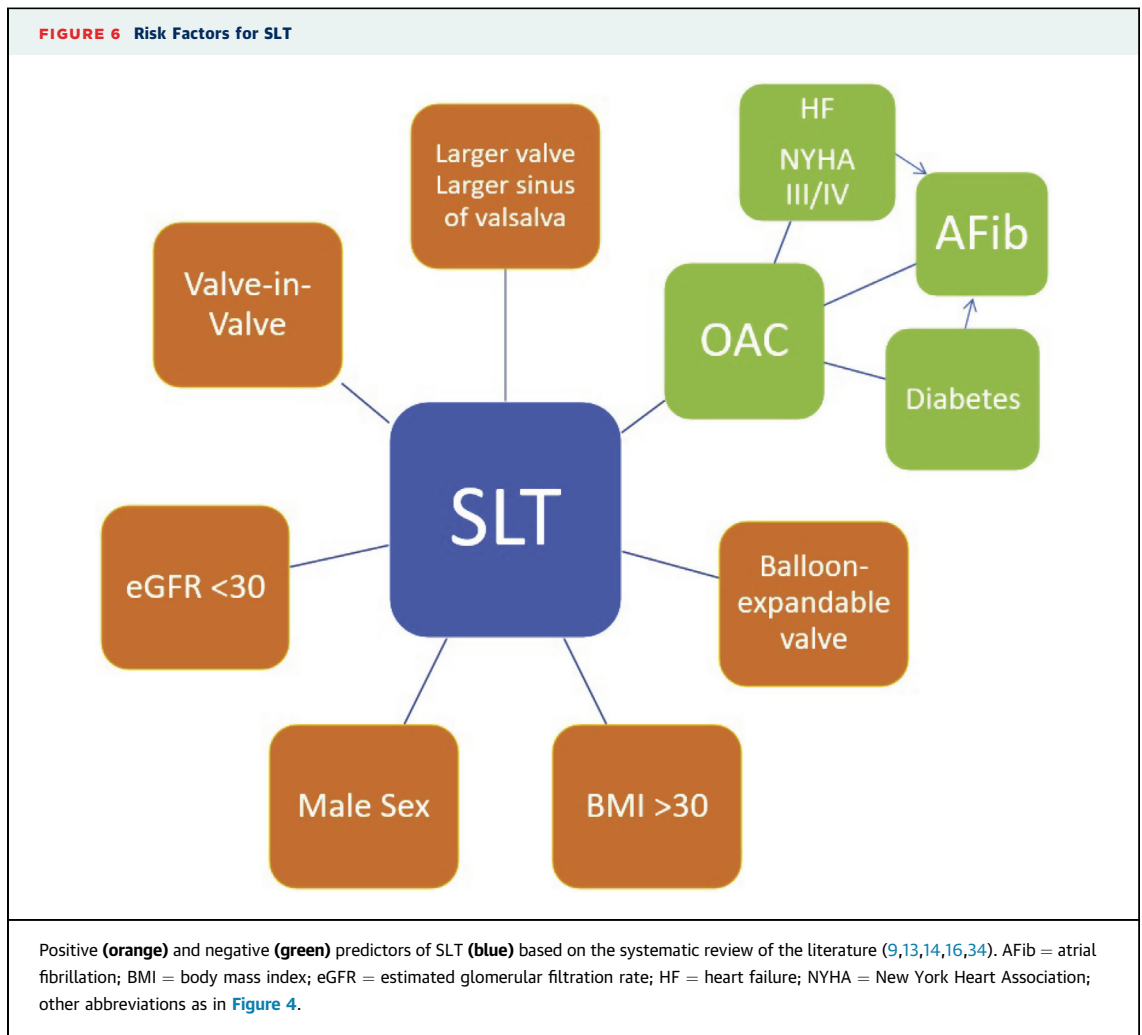 FIGURE 6 Risk Factors for SLT
HF
NYHA
III/IV
Larger valve
Larger sinus
of valsalva
AFib
Valve-in-
Valve
OAC
Diabetes
SLT
eGFR <30
Balloon-
expandable
valve
Male Sex
BMI >30
Positive (orange) and negative (green) predictors of SLT (blue) based on the systematic review of the literature (9,13,14,16,34). AFib = atrial
fibrillation; BMI = body mass index; eGFR = estimated glomerular filtration rate; HF = heart failure; NYHA = New York Heart Association;
other abbreviations as in Figure 4.